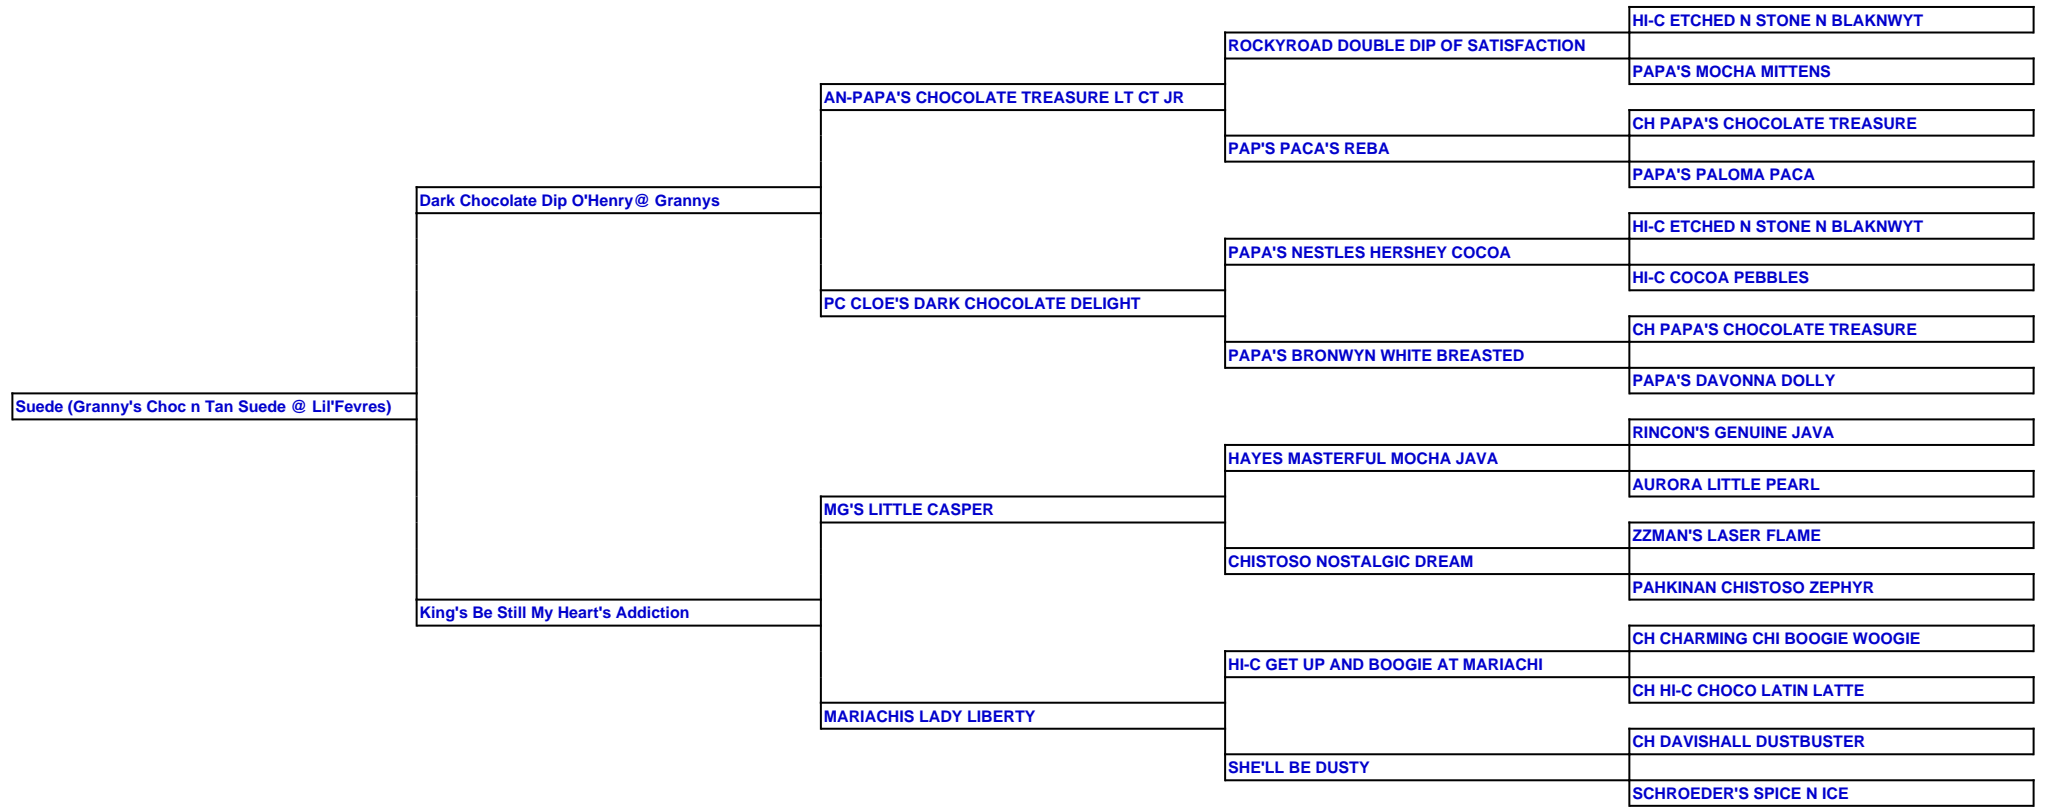 HI-C ETCHED N STONE N BLAKNWYT
ROCKYROAD DOUBLE DIP OF SATISFACTION
PAPA'S MOCHA MITTENS
AN-PAPA'S CHOCOLATE TREASURE LT CT JR
CH PAPA'S CHOCOLATE TREASURE
PAP'S PACA'S REBA
PAPA'S PALOMA PACA
Dark Chocolate Dip O'Henry@ Grannys
HI-C ETCHED N STONE N BLAKNWYT
PAPA'S NESTLES HERSHEY COCOA
HI-C COCOA PEBBLES
PC CLOE'S DARK CHOCOLATE DELIGHT
CH PAPA'S CHOCOLATE TREASURE
PAPA'S BRONWYN WHITE BREASTED
PAPA'S DAVONNA DOLLY
Suede (Granny's Choc n Tan Suede @ Lil'Fevres)
RINCON'S GENUINE JAVA
HAYES MASTERFUL MOCHA JAVA
AURORA LITTLE PEARL
MG'S LITTLE CASPER
ZZMAN'S LASER FLAME
CHISTOSO NOSTALGIC DREAM
PAHKINAN CHISTOSO ZEPHYR
King's Be Still My Heart's Addiction
CH CHARMING CHI BOOGIE WOOGIE
HI-C GET UP AND BOOGIE AT MARIACHI
CH HI-C CHOCO LATIN LATTE
MARIACHIS LADY LIBERTY
CH DAVISHALL DUSTBUSTER
SHE'LL BE DUSTY
SCHROEDER'S SPICE N ICE